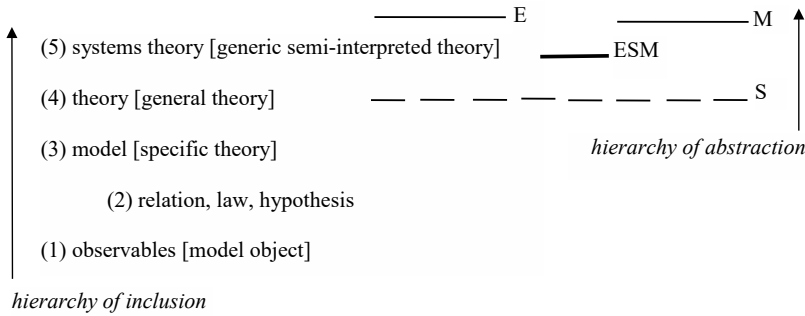 E
M
(5) systems theory [generic semi-interpreted theory]
ESM
(4) theory [general theory]
S
(3) model [specific theory]
hierarchy of abstraction
(2) relation, law, hypothesis
(1) observables [model object]
hierarchy of inclusion